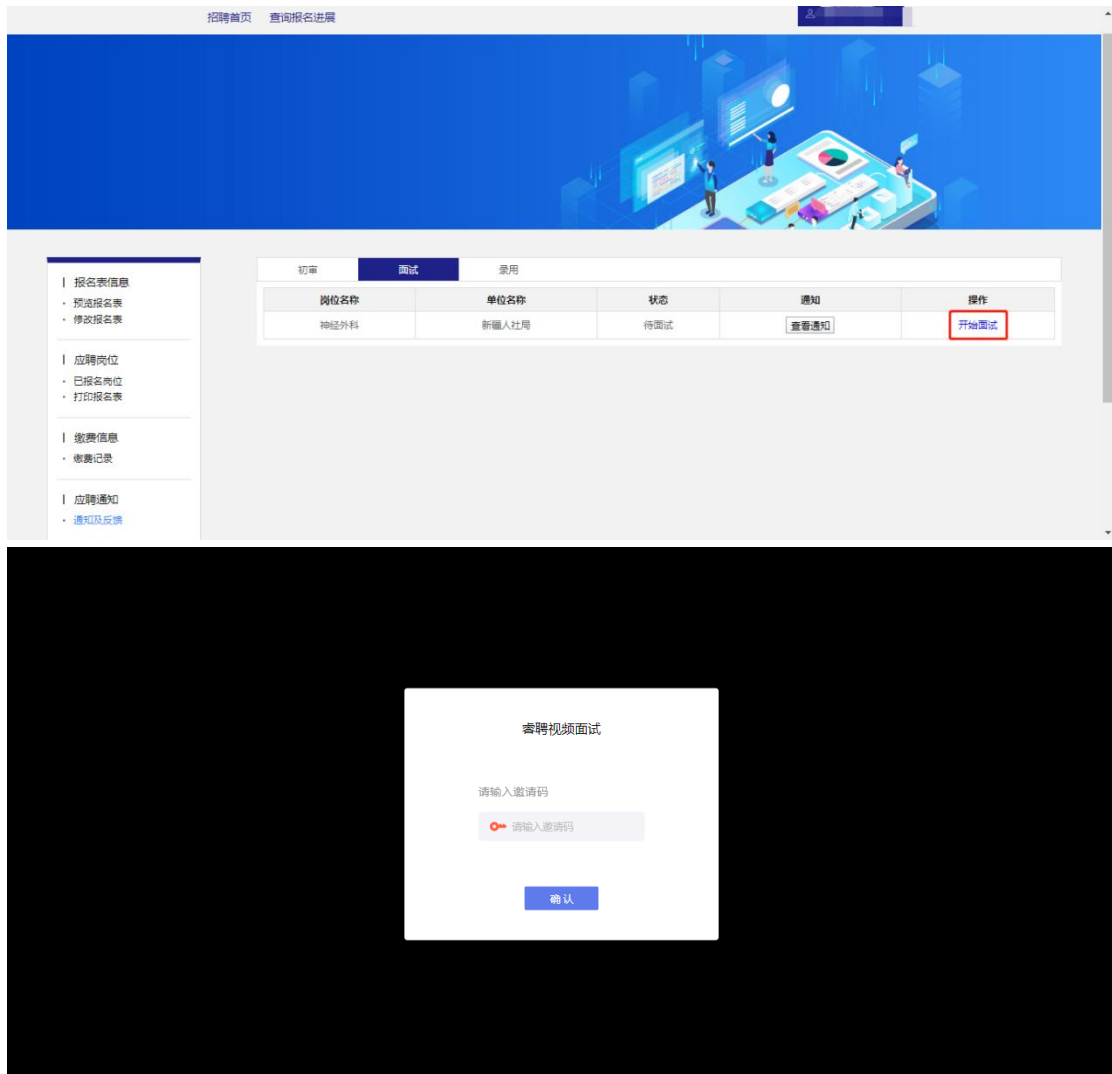 招聘首页 查询报名进展
初审 面试 录用
岗位名称 单位名称 状态 通知 操作
神经外科 新疆人社局 待面试 查看通知 开始面试
报名表信息
· 预览报名表
· 修改报名表
应聘岗位
· 已报名岗位
· 打印报名表
缴费信息
· 缴费记录
应聘通知
· 通知及反馈
睿聘视频面试
请输入邀请码
请输入邀请码
确认